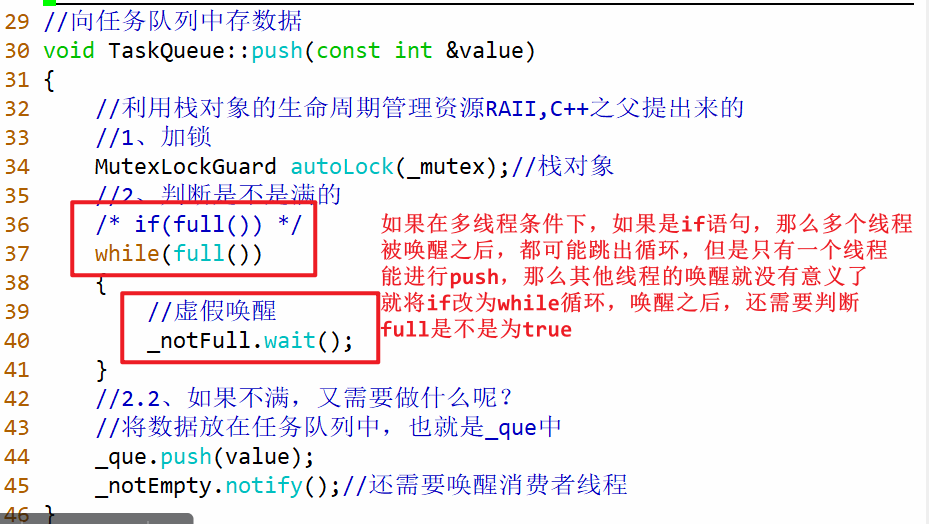 29 //向任务队列中存数据
30 void TaskQueue::push(const int &value)
31 {
32 //利用栈对象的生命周期管理资源RAII,C++之父提出来的
33 //1、加锁
34 MutexLockGuard autoLock(_mutex);//栈对象
35 //2、判断是不是满的
36 /* if(full()) */
37 while(full())
38 {
39 //虚假唤醒
40 _notFull.wait();
41 }
42 //2.2、如果不满，又需要做什么呢？
43 //将数据放在任务队列中，也就是_que中
44 _que.push(value);
45 _notEmpty.notify();//还需要唤醒消费者线程
46 }
如果在多线程条件下，如果是if语句，那么多个线程
被唤醒之后，都可能跳出循环，但是只有一个线程
能进行push，那么其他线程的唤醒就没有意义了
就将if改为while循环，唤醒之后，还需要判断
full是不是为true